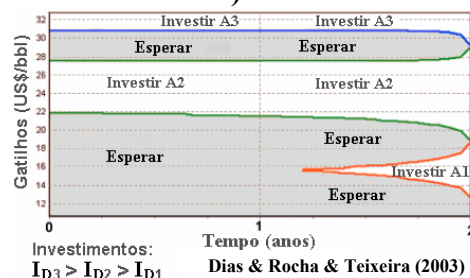 )
Investir A3 Investir A3
Esperar Esperar
Investir A2 Investir A2
Esperar
Esperar
Investir A1
Esperar
Gatilhos (US$/bbl)
32
30
28
26
24
22
20
18
16
14
12
0 1 2
Tempo (anos)
Investimentos:
ID3 > ID2 > ID1 Dias & Rocha & Teixeira (2003)